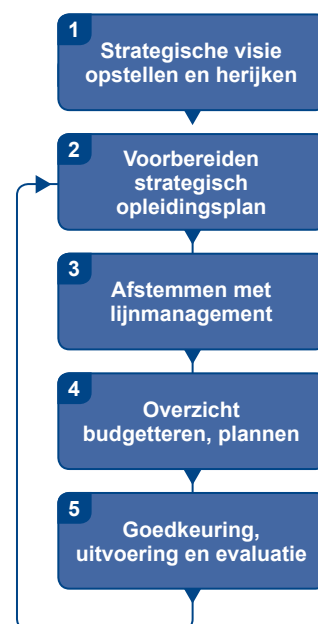 1
Strategische visie
opstellen en herijken
2
Voorbereiden
strategisch
opleidingsplan
3
Afstemmen met
lijnmanagement
4
Overzicht
budgetteren, plannen
5
Goedkeuring,
uitvoering en evaluatie